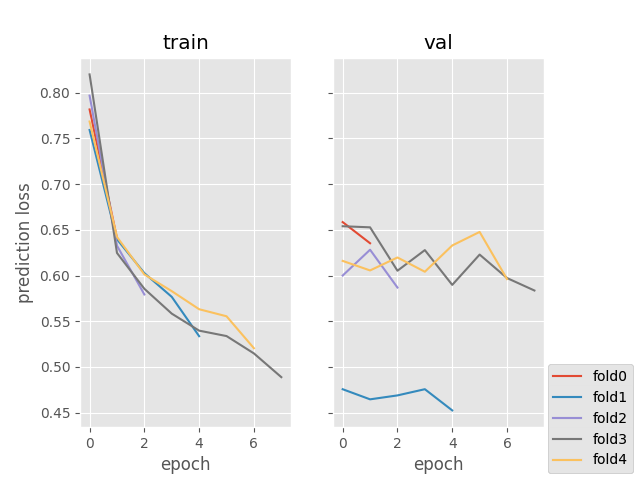 train
val
prediction loss
0.80
0.75
0.70
0.65
0.60
0.55
0.50
0.45
0 2 4 6
0 2 4 6
epoch
epoch
fold0
fold1
fold2
fold3
fold4